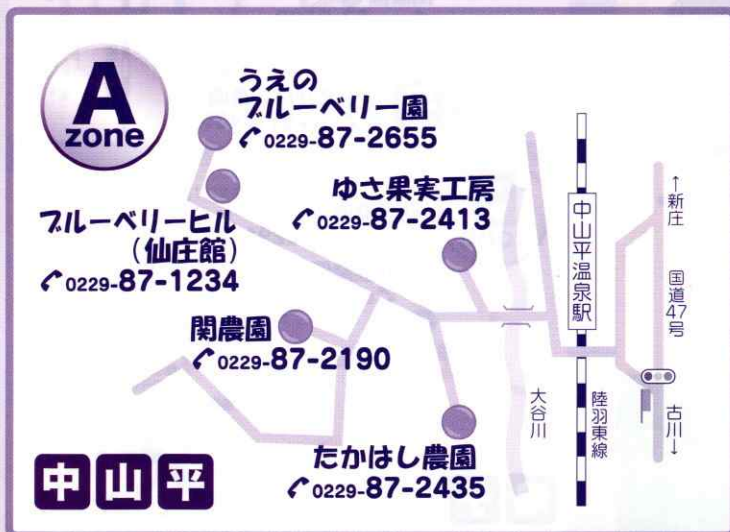 A
zone
うえの
ブルーベリー園
0229-87-2655
ゆさ果実工房
0229-87-2413
ブルーベリーヒル
(仙庄館)
0229-87-1234
関農園
0229-87-2190
たかはし農園
0229-87-2435
中山平温泉駅
↑新庄
国道47号
古川↓
陸羽東線
大谷川
中山平